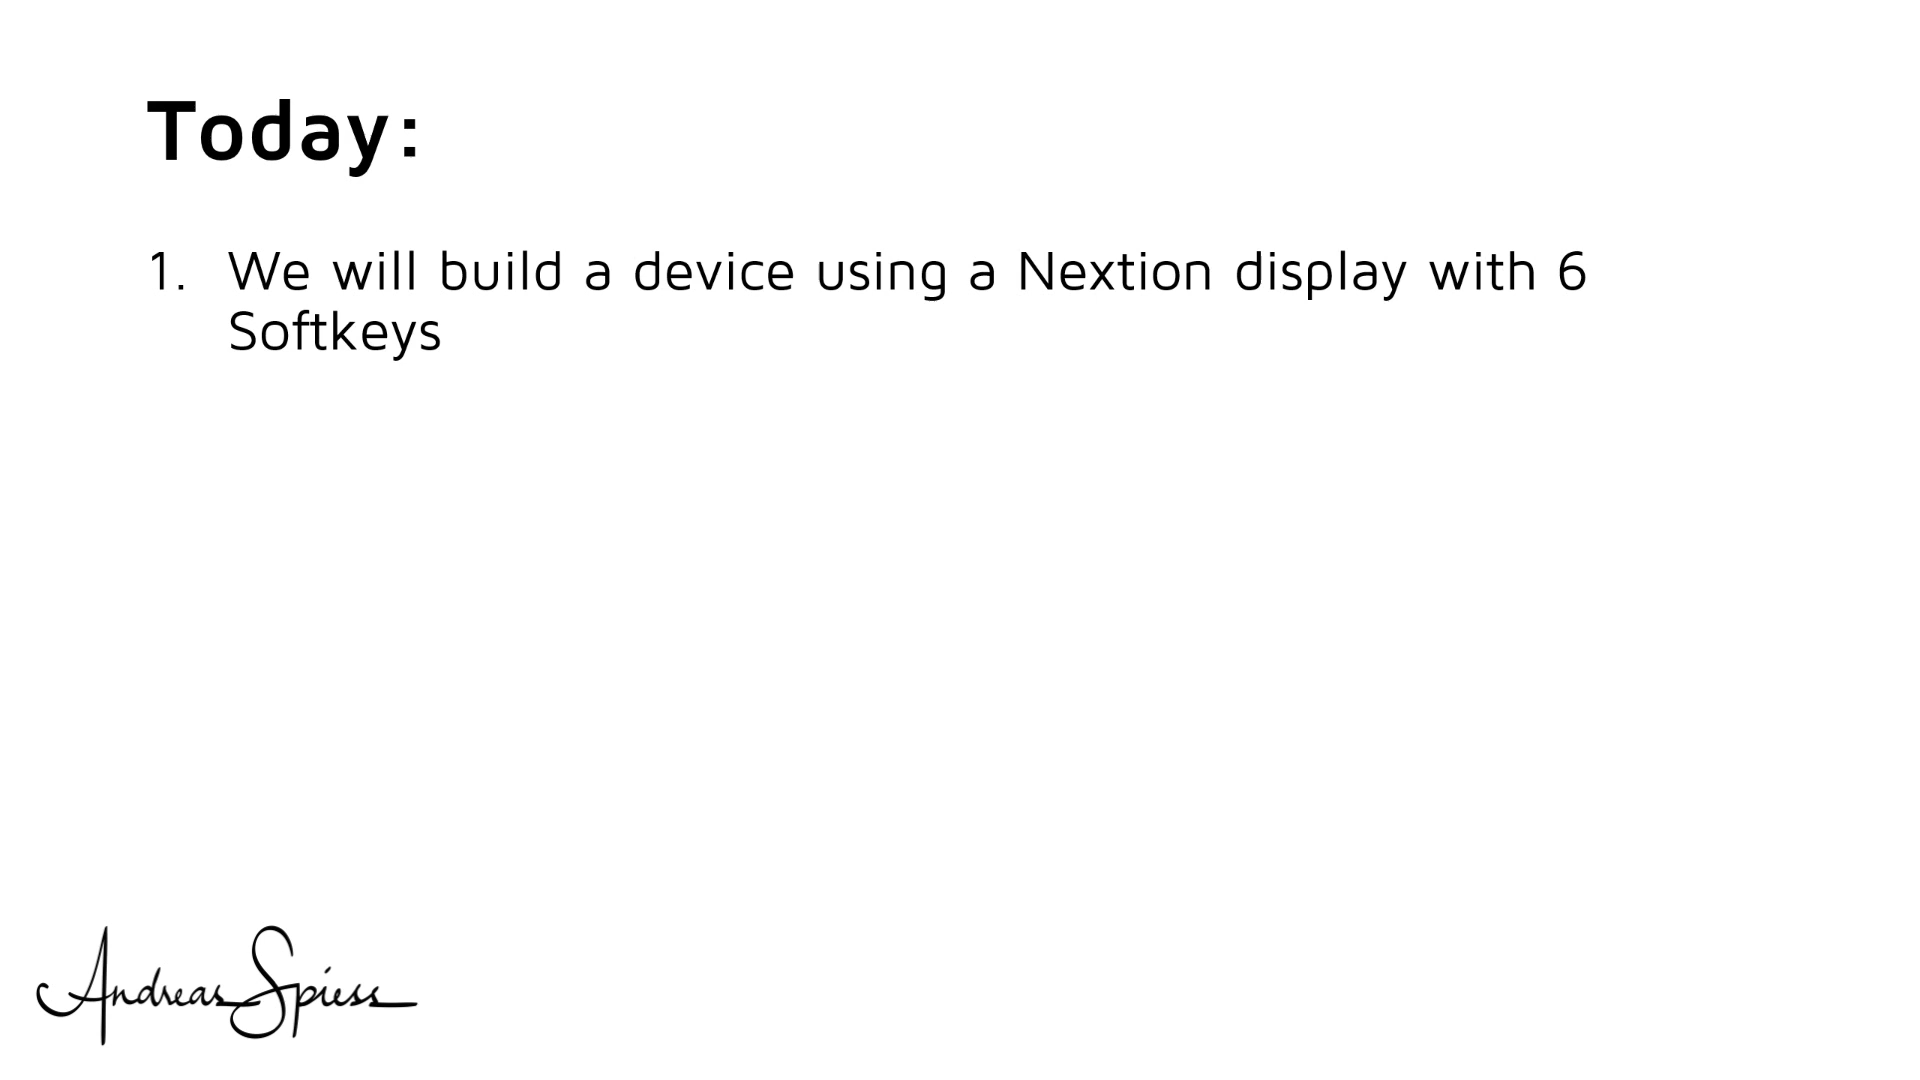 Today:
1. We will build a device using a Nextion display with 6
Softkeys
Andreas Spiess